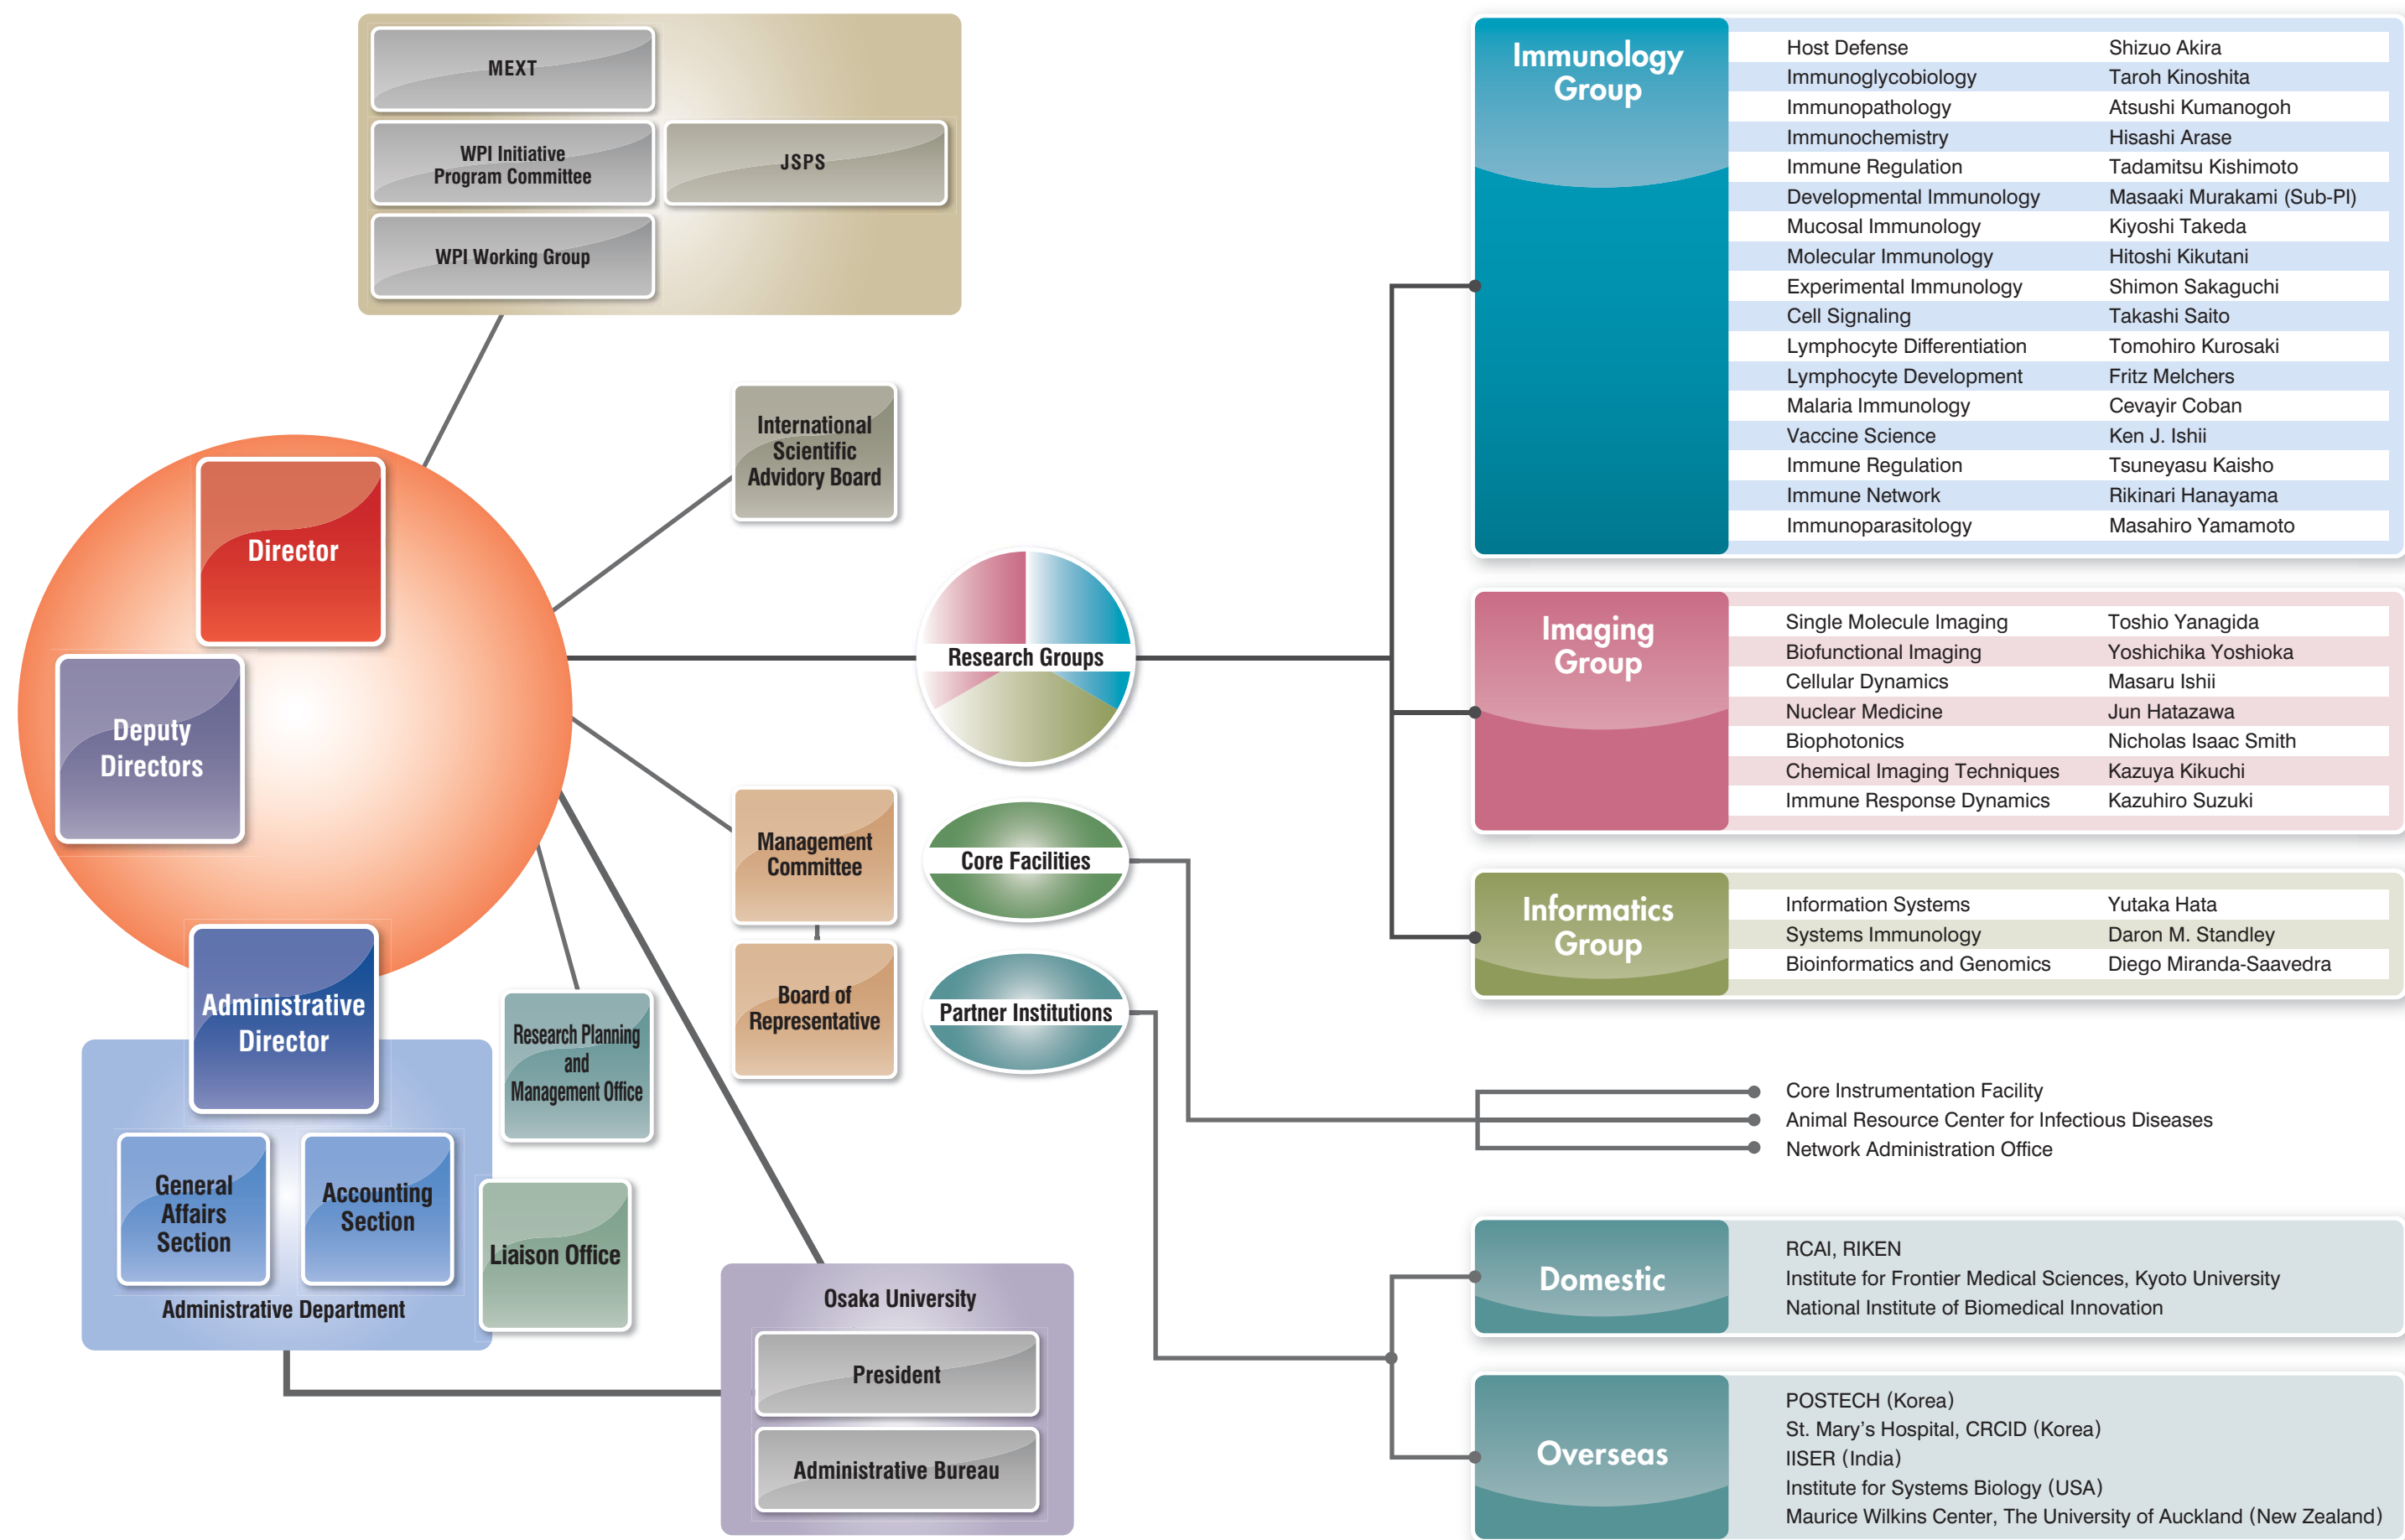 MEXT
WPI Initiative
Program Committee
JSPS
WPI Working Group
International
Scientific
Advidory Board
Director
Deputy
Directors
Administrative
Director
General
Affairs
Section
Accounting
Section
Administrative Department
Research Planning
and
Management Office
Liaison Office
Management
Committee
Board of
Representative
Osaka University
President
Administrative Bureau
Research Groups
Core Facilities
Partner Institutions
Immunology
Group
Host Defense Shizuo Akira
Immunoglycobiology Taroh Kinoshita
Immunopathology Atsushi Kumanogoh
Immunochemistry Hisashi Arase
Immune Regulation Tadamitsu Kishimoto
Developmental Immunology Masaaki Murakami (Sub-PI)
Mucosal Immunology Kiyoshi Takeda
Molecular Immunology Hitoshi Kikutani
Experimental Immunology Shimon Sakaguchi
Cell Signaling Takashi Saito
Lymphocyte Differentiation Tomohiro Kurosaki
Lymphocyte Development Fritz Melchers
Malaria Immunology Cevayir Coban
Vaccine Science Ken J. Ishii
Immune Regulation Tsuneyasu Kaisho
Immune Network Rikinari Hanayama
Immunoparasitology Masahiro Yamamoto
Imaging
Group
Single Molecule Imaging Toshio Yanagida
Biofunctional Imaging Yoshichika Yoshioka
Cellular Dynamics Masaru Ishii
Nuclear Medicine Jun Hatazawa
Biophotonics Nicholas Isaac Smith
Chemical Imaging Techniques Kazuya Kikuchi
Immune Response Dynamics Kazuhiro Suzuki
Informatics
Group
Information Systems Yutaka Hata
Systems Immunology Daron M. Standley
Bioinformatics and Genomics Diego Miranda-Saavedra
Core Instrumentation Facility
Animal Resource Center for Infectious Diseases
Network Administration Office
Domestic
RCAI, RIKEN
Institute for Frontier Medical Sciences, Kyoto University
National Institute of Biomedical Innovation
Overseas
POSTECH (Korea)
St. Mary's Hospital, CRCID (Korea)
IISER (India)
Institute for Systems Biology (USA)
Maurice Wilkins Center, The University of Auckland (New Zealand)